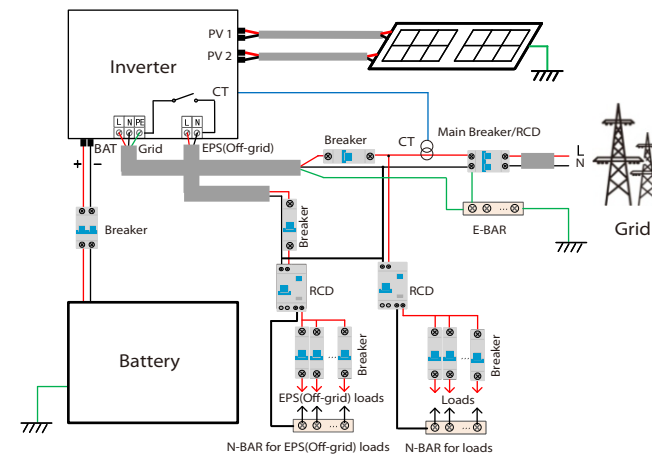 PV 1
PV 2
Inverter
CT
L N PE
L N
BAT
Grid
EPS(Off-grid)
+
−
Breaker
CT
Main Breaker/RCD
L
N
Grid
E-BAR
...
Breaker
Breaker
RCD
RCD
Battery
...
Breaker
...
Breaker
EPS(Off-grid) loads
Loads
...
...
N-BAR for EPS(Off-grid) loads
N-BAR for loads